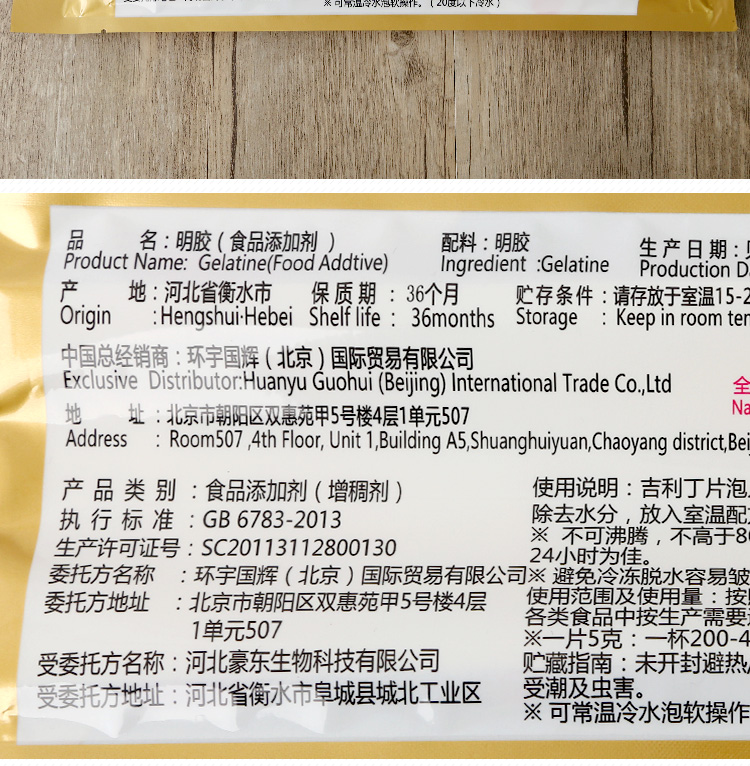 ※ 可常温冷水泡软操作。（20度以下冷水）
品 名：明胶（食品添加剂 ）
Product Name: Gelatine(Food Addtive)
配料：明胶
Ingredient :Gelatine
生产日期：
Production D
产 地：河北省衡水市
Origin :Hengshui·Hebei
保质期 ： 36个月
Shelf life : 36months
贮存条件：请存放于室温15-2
Storage : Keep in room ten
中国总经销商：环宇国辉（北京）国际贸易有限公司
Exclusive Distributor:Huanyu Guohui (Beijing) International Trade Co.,Ltd
全
Na
地 址：北京市朝阳区双惠苑甲5号楼4层1单元507
Address : Room507 ,4th Floor, Unit 1,Building A5,Shuanghuiyuan,Chaoyang district,Bei
产品类别：食品添加剂（增稠剂）
执行标准：GB 6783-2013
生产许可证号：SC20113112800130
委托方名称 ：环宇国辉（北京）国际贸易有限公司
委托方地址 ：北京市朝阳区双惠苑甲5号楼4层
1单元507
受委托方名称：河北豪东生物科技有限公司
受委托方地址：河北省衡水市阜城县城北工业区
使用说明：吉利丁片泡
除去水分，放入室温配
※ 不可沸腾，不高于8
24小时为佳。
※ 避免冷冻脱水容易皱
使用范围及使用量：按
各类食品中按生产需要
※一片5克：一杯200-4
贮藏指南：未开封避热
受潮及虫害。
※ 可常温冷水泡软操作